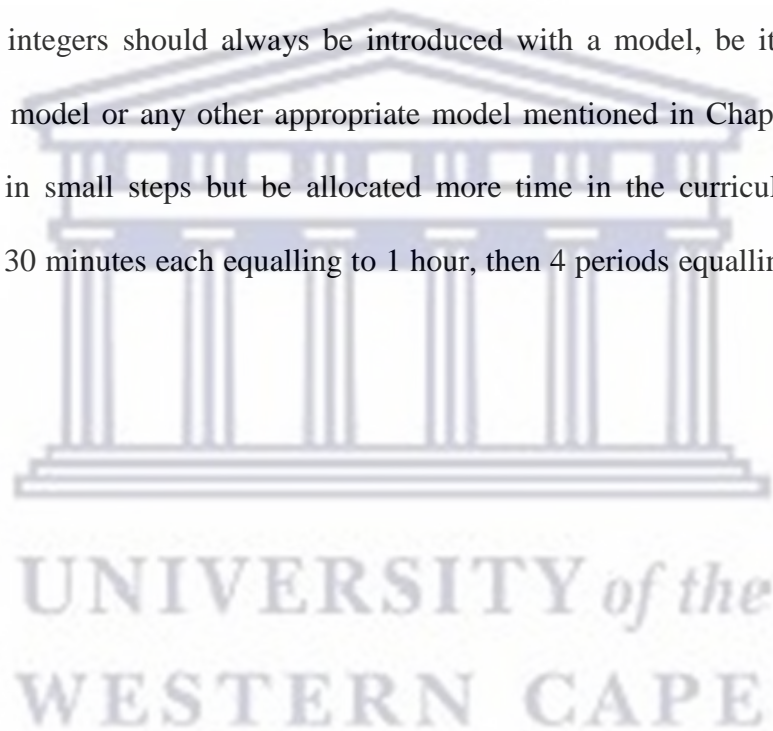 integers should always be introduced with a model, be it
model or any other appropriate model mentioned in Chap
in small steps but be allocated more time in the curricul
30 minutes each equalling to 1 hour, then 4 periods equallin
UNIVERSITY of the
WESTERN CAPE